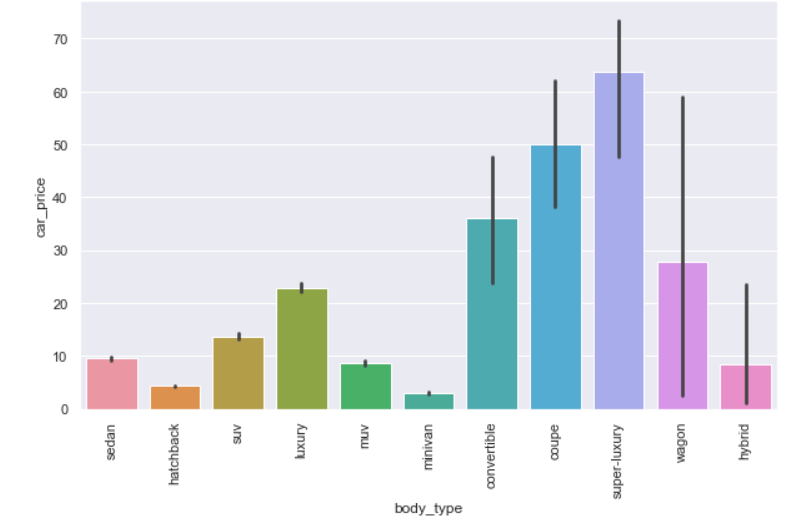 70
60
50
40
30
20
10
0
car_price
sedan
hatchback
suv
luxury
muv
minivan
convertible
coupe
super-luxury
wagon
hybrid
body_type